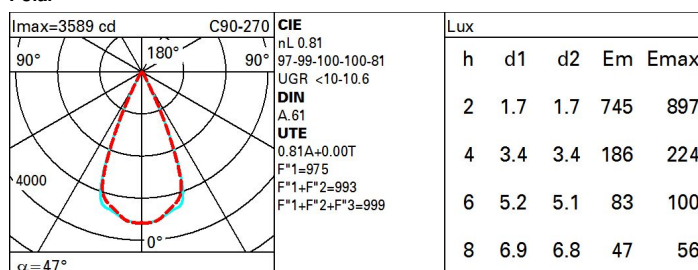 Imax=3589 cd C90-270
90° 180° 90°
4000
0°
α=47°
CIE
nL 0.81
97-99-100-100-81
UGR <10-10.6
DIN
A.61
UTE
0.81A+0.00T
F"1=975
F"1+F"2=993
F"1+F"2+F"3=999
Lux
h d1 d2 Em Emax
2 1.7 1.7 745 897
4 3.4 3.4 186 224
6 5.2 5.1 83 100
8 6.9 6.8 47 56